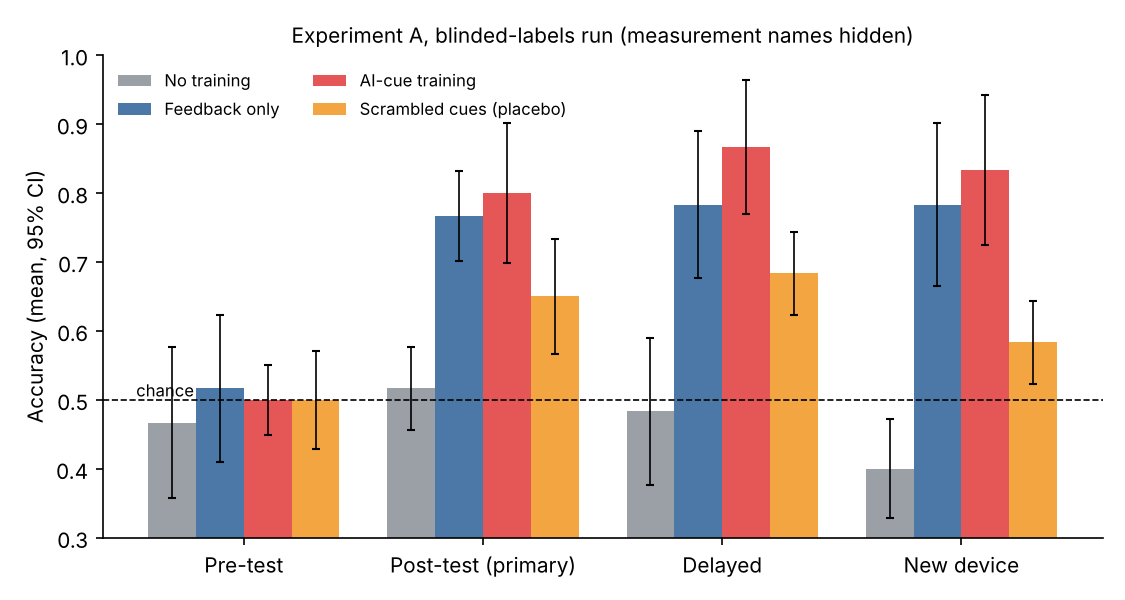 Experiment A, blinded-labels run (measurement names hidden)
No training
AI-cue training
Feedback only
Scrambled cues (placebo)
Accuracy (mean, 95% CI)
1.0
0.9
0.8
0.7
0.6
0.5
0.4
0.3
chance
Pre-test
Post-test (primary)
Delayed
New device